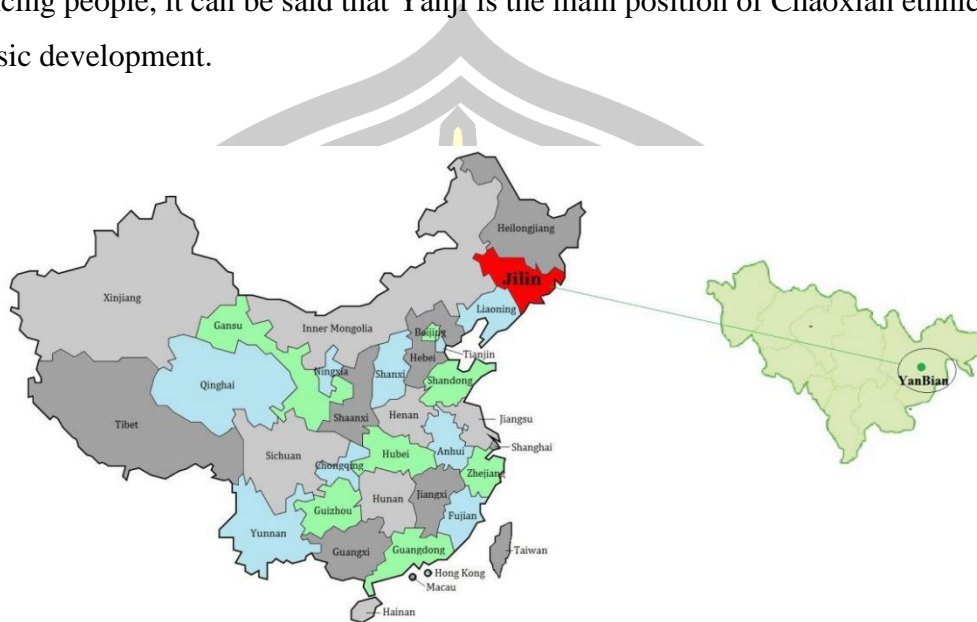 cing people, it can be said that Yanji is the main position of Chaoxian ethnic
sic development.
Heilongjiang
Jilin
Xinjiang
Liaoning
Gansu
Inner Mongolia
Beijing
Tianjin
Hebei
Ningxia
Shanxi
Shandong
Qinghai
YanBian
Shaanxi
Henan
Jiangsu
Tibet
Shanghai
Sichuan
Hubei
Anhui
Chongqing
Zhejiang
Hunan
Jiangxi
Guizhou
Fujian
Yunnan
Guangxi
Guangdong
Taiwan
Hong Kong
Macau
Hainan